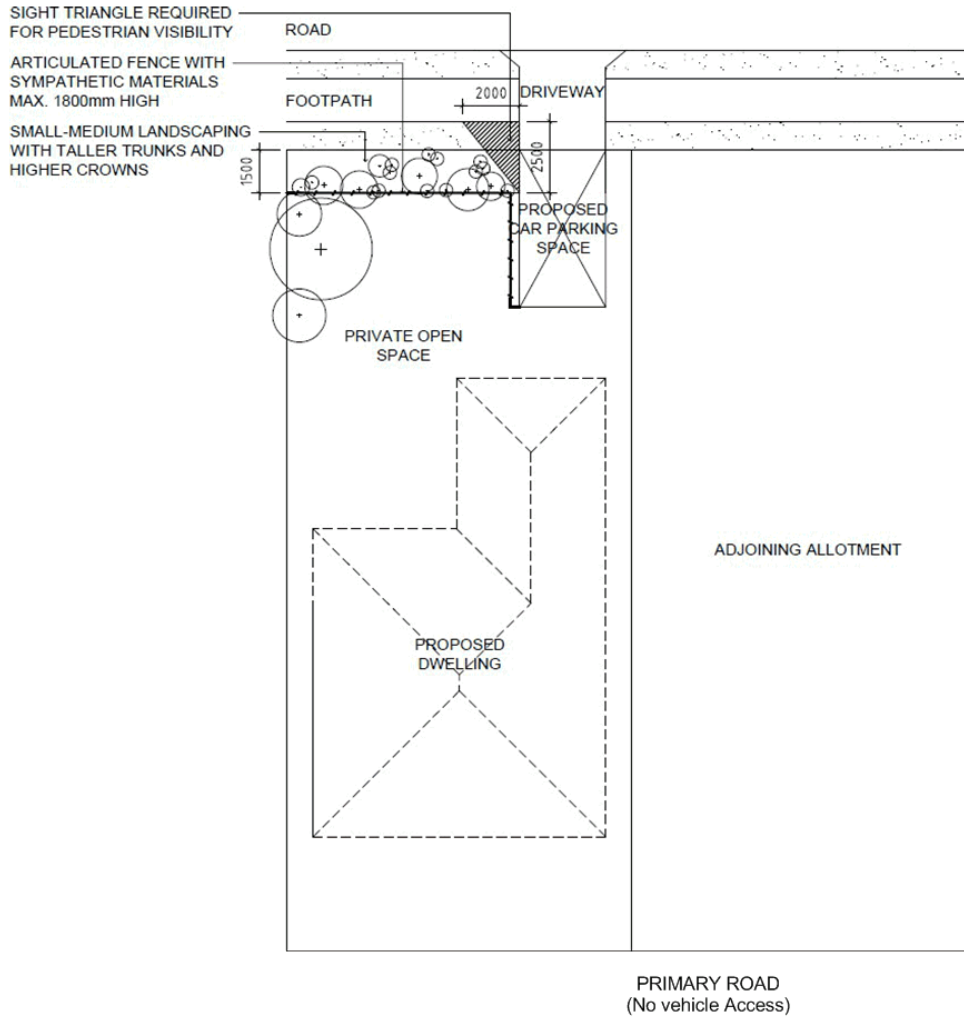 SIGHT TRIANGLE REQUIRED
FOR PEDESTRIAN VISIBILITY
ROAD
ARTICULATED FENCE WITH
SYMPATHETIC MATERIALS
MAX. 1800mm HIGH
FOOTPATH
2000
DRIVEWAY
SMALL-MEDIUM LANDSCAPING
WITH TALLER TRUNKS AND
HIGHER CROWNS
1500
2500
PROPOSED
CAR PARKING
SPACE
PRIVATE OPEN
SPACE
ADJOINING ALLOTMENT
PROPOSED
DWELLING
PRIMARY ROAD
(No vehicle Access)